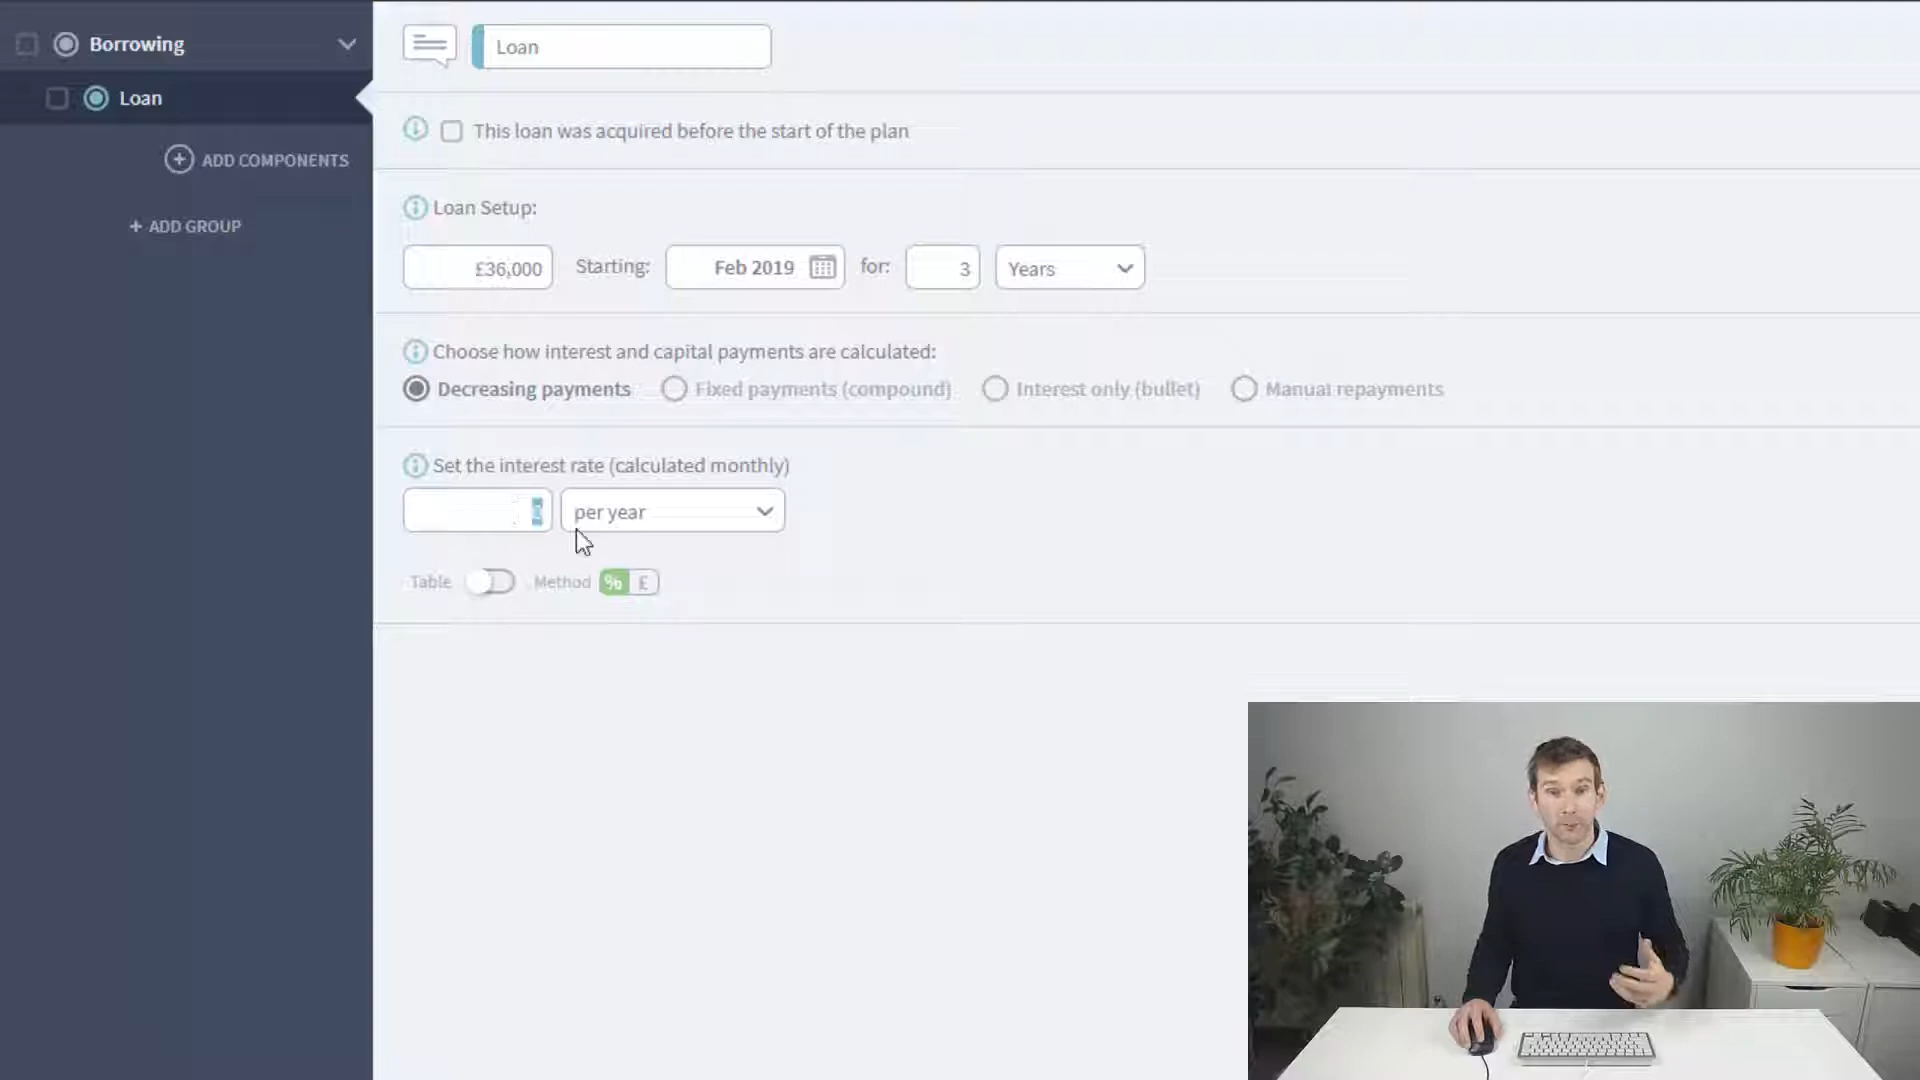 Borrowing
Loan
ADD COMPONENTS
+ ADD GROUP
Loan
This loan was acquired before the start of the plan
Loan Setup:
£36,000 Starting: Feb 2019 for: 3 Years
Choose how interest and capital payments are calculated:
Decreasing payments Fixed payments (compound) Interest only (bullet) Manual repayments
Set the interest rate (calculated monthly)
per year
Table Method % £